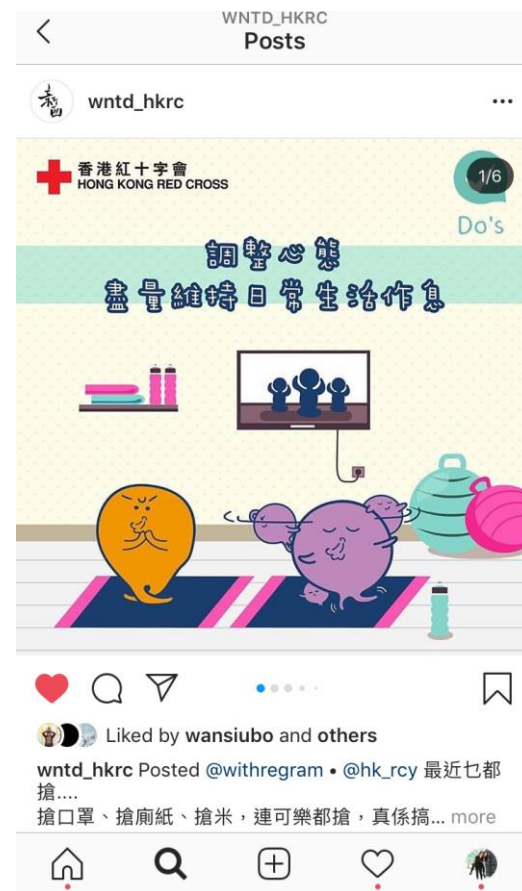 WNTD_HKRC
Posts
wntd_hkrc
香港紅十字會
HONG KONG RED CROSS
1/6
Do's
調整心態
盡量維持日常生活作息
Liked by wansiubo and others
wntd_hkrc Posted @withregram • @hk_rcy 最近乜都
搶....
搶口罩、搶廁紙、搶米，連可樂都搶，真係搞... more